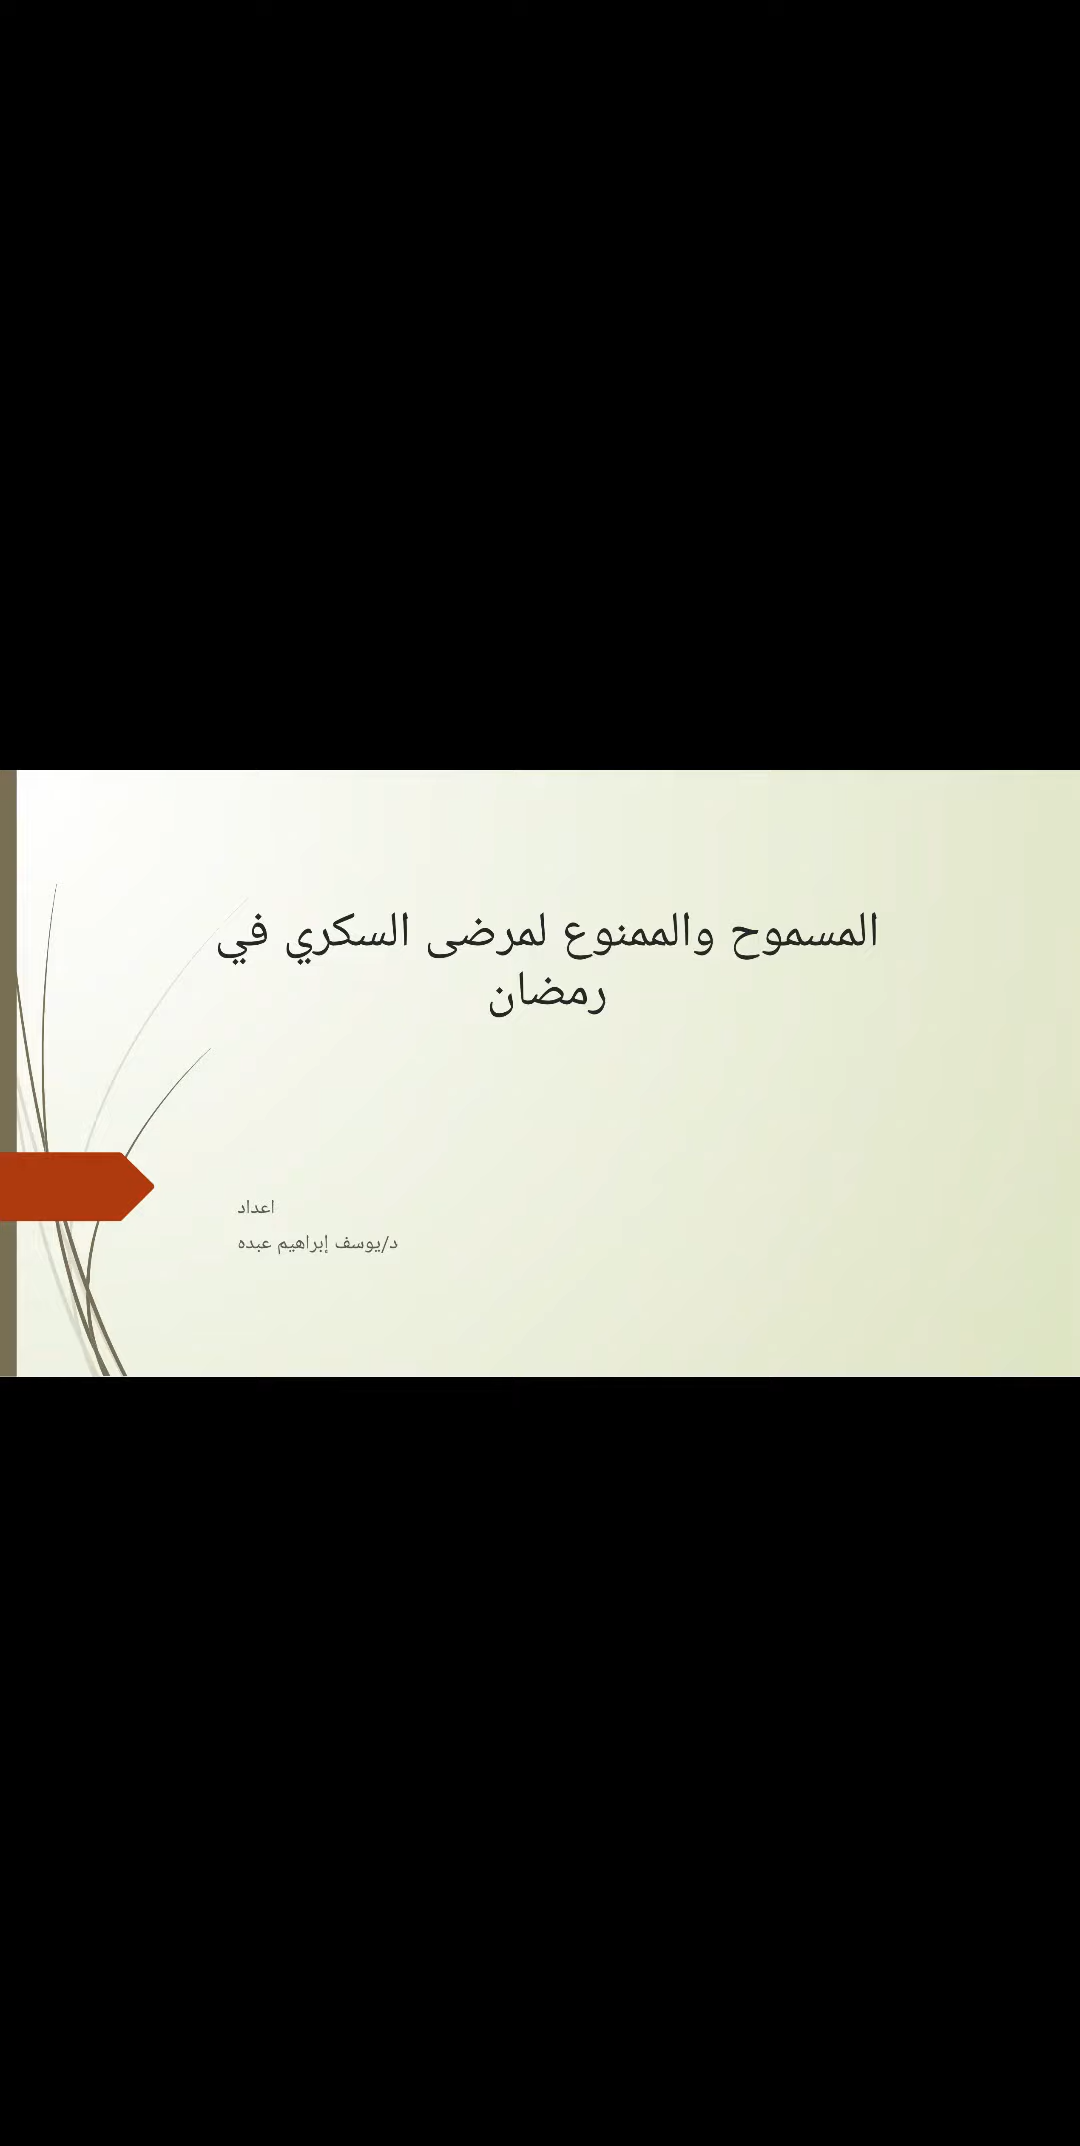 المسموح والممنوع لمرضى السكري في
رمضان
اعداد
د/يوسف إبراهيم عبده